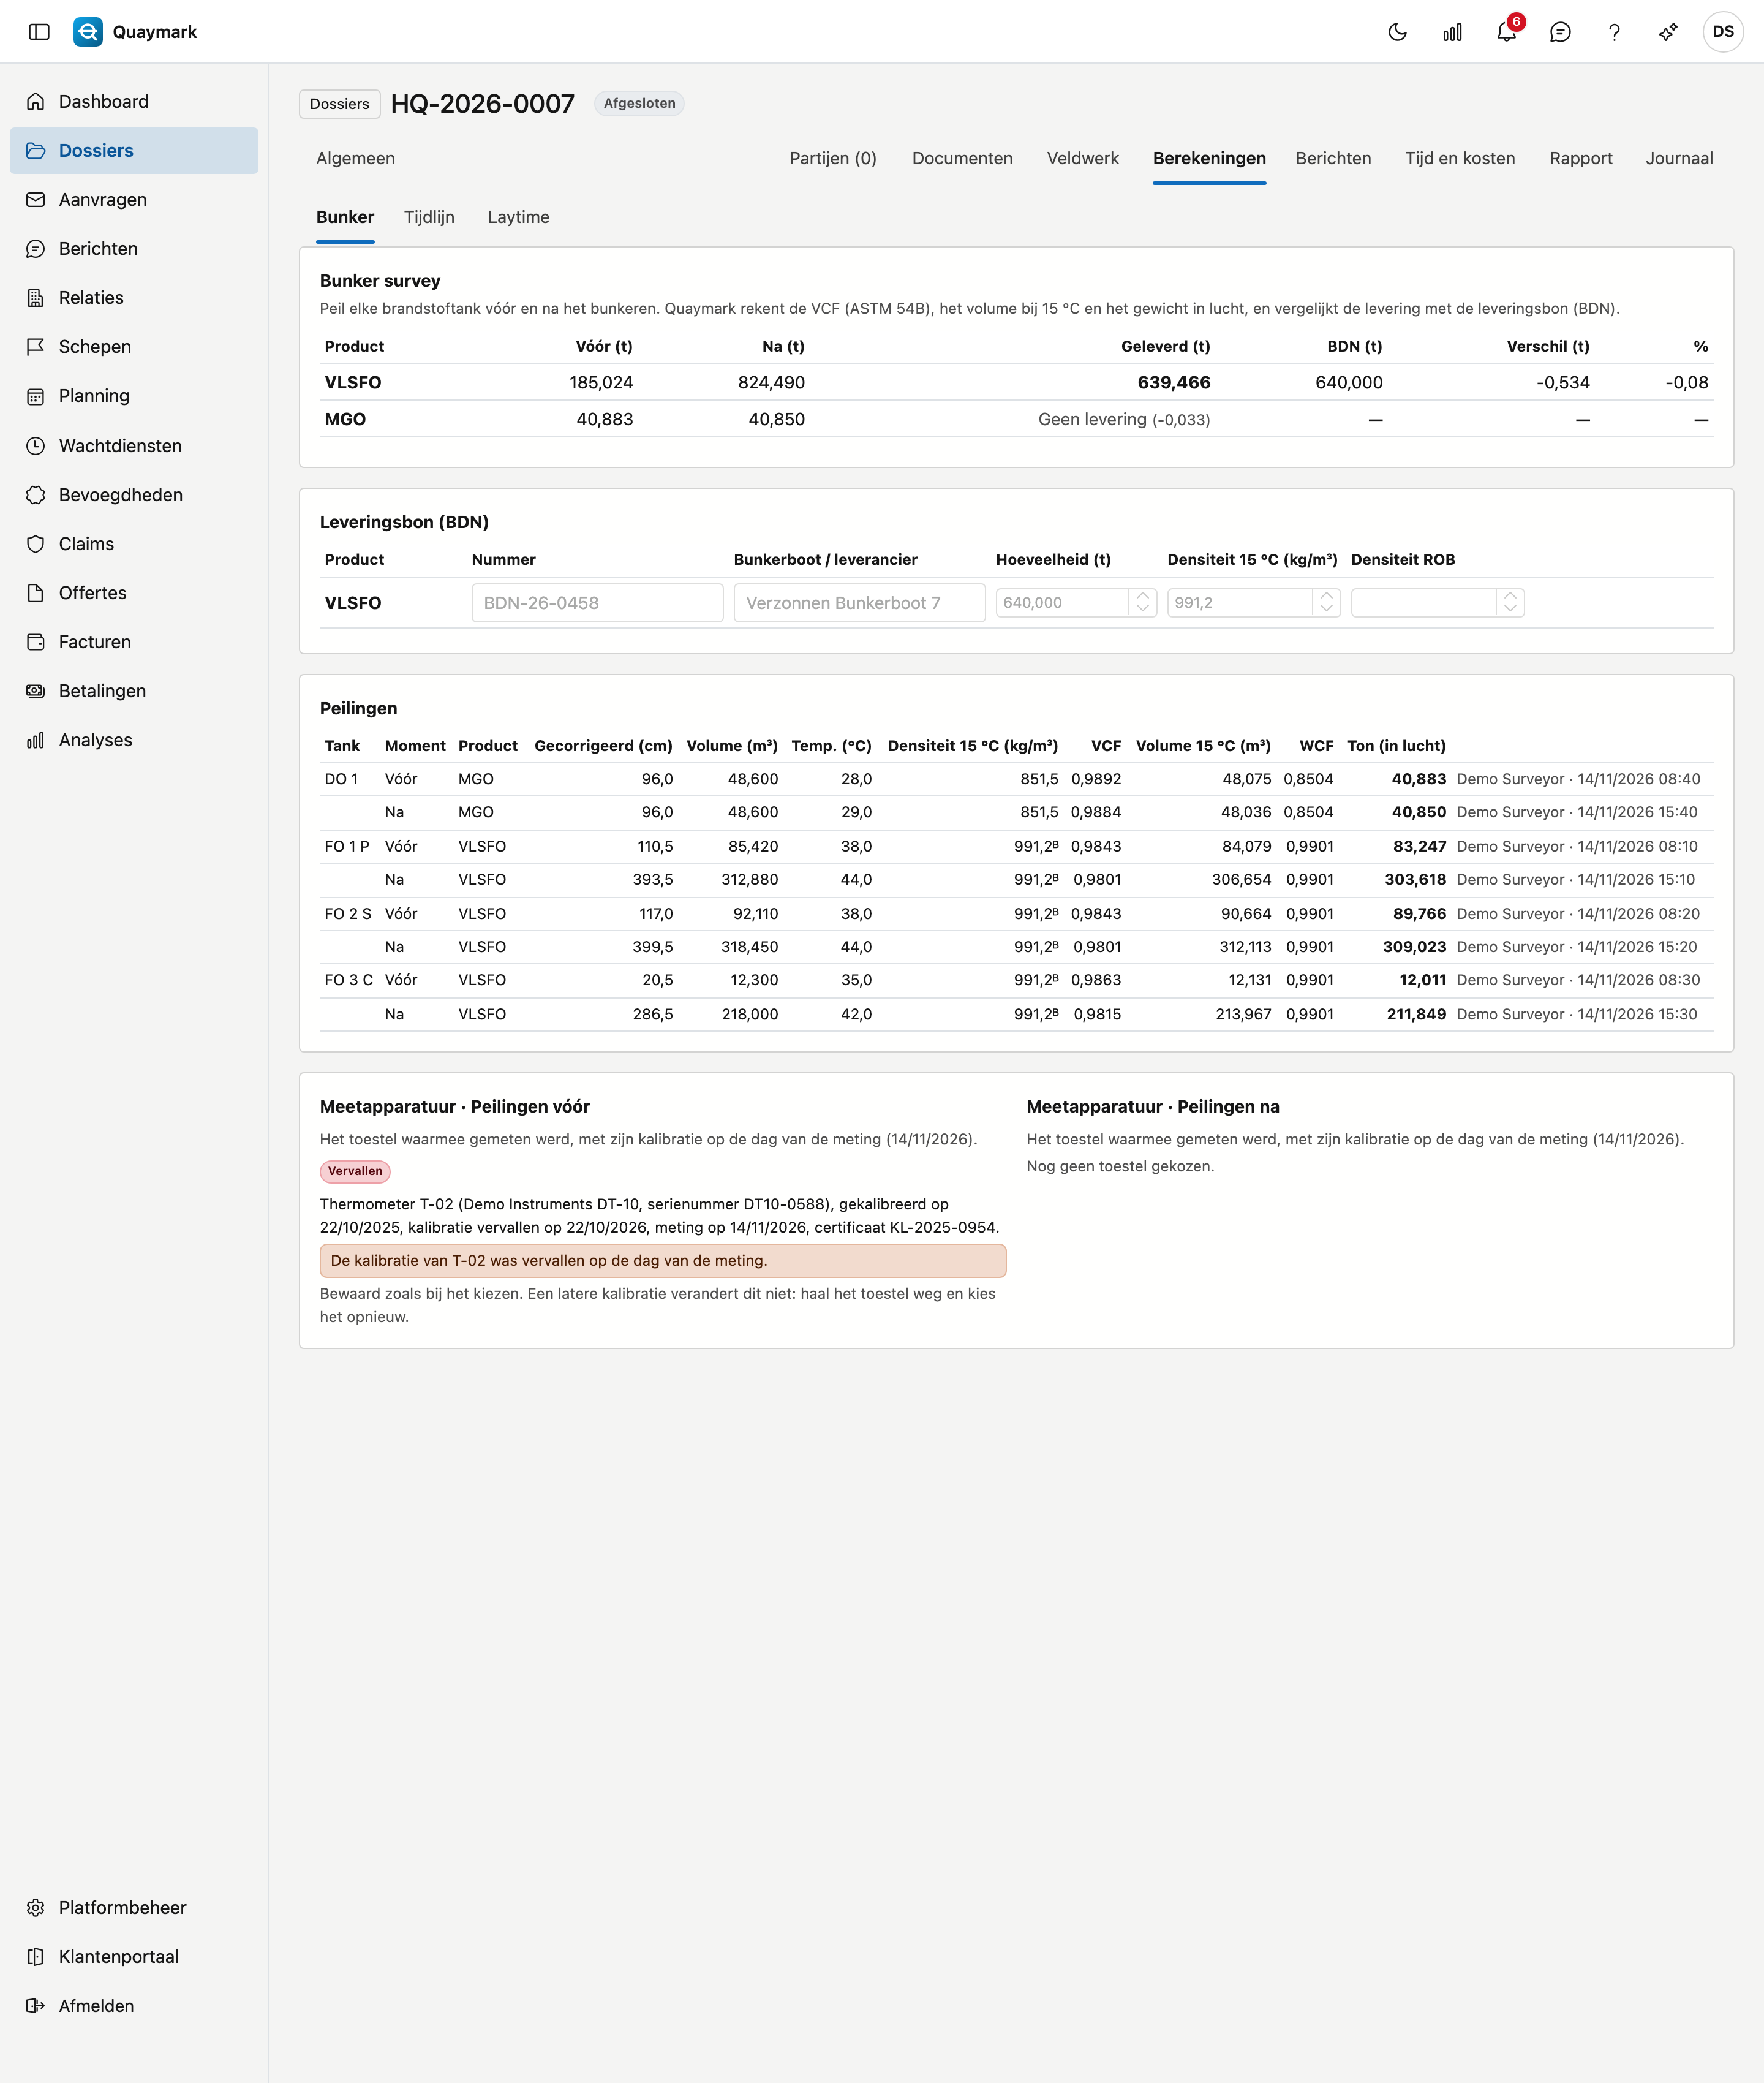 Quaymark
6
DS
Dashboard
Dossiers
Aanvragen
Berichten
Relaties
Schepen
Planning
Wachtdiensten
Bevoegdheden
Claims
Offertes
Facturen
Betalingen
Analyses
Platformbeheer
Klantenportaal
Afmelden
Dossiers HQ-2026-0007 Afgesloten
Algemeen Partijen (0) Documenten Veldwerk Berekeningen Berichten Tijd en kosten Rapport Journaal
Bunker Tijdlijn Laytime
Bunker survey
Peil elke brandstoftank vóór en na het bunkeren. Quaymark rekent de VCF (ASTM 54B), het volume bij 15 °C en het gewicht in lucht, en vergelijkt de levering met de leveringsbon (BDN).
Product Vóór (t) Na (t) Geleverd (t) BDN (t) Verschil (t) %
VLSFO 185,024 824,490 639,466 640,000 -0,534 -0,08
MGO 40,883 40,850 Geen levering (-0,033) — — —
Leveringsbon (BDN)
Product Nummer Bunkerboot / leverancier Hoeveelheid (t) Densiteit 15 °C (kg/m³) Densiteit ROB
VLSFO BDN-26-0458 Verzonnen Bunkerboot 7 640,000 991,2
Peilingen
Tank Moment Product Gecorrigeerd (cm) Volume (m³) Temp. (°C) Densiteit 15 °C (kg/m³) VCF Volume 15 °C (m³) WCF Ton (in lucht)
DO 1 Vóór MGO 96,0 48,600 28,0 851,5 0,9892 48,075 0,8504 40,883 Demo Surveyor · 14/11/2026 08:40
Na MGO 96,0 48,600 29,0 851,5 0,9884 48,036 0,8504 40,850 Demo Surveyor · 14/11/2026 15:40
FO 1 P Vóór VLSFO 110,5 85,420 38,0 991,2ᴮ 0,9843 84,079 0,9901 83,247 Demo Surveyor · 14/11/2026 08:10
Na VLSFO 393,5 312,880 44,0 991,2ᴮ 0,9801 306,654 0,9901 303,618 Demo Surveyor · 14/11/2026 15:10
FO 2 S Vóór VLSFO 117,0 92,110 38,0 991,2ᴮ 0,9843 90,664 0,9901 89,766 Demo Surveyor · 14/11/2026 08:20
Na VLSFO 399,5 318,450 44,0 991,2ᴮ 0,9801 312,113 0,9901 309,023 Demo Surveyor · 14/11/2026 15:20
FO 3 C Vóór VLSFO 20,5 12,300 35,0 991,2ᴮ 0,9863 12,131 0,9901 12,011 Demo Surveyor · 14/11/2026 08:30
Na VLSFO 286,5 218,000 42,0 991,2ᴮ 0,9815 213,967 0,9901 211,849 Demo Surveyor · 14/11/2026 15:30
Meetapparatuur · Peilingen vóór
Het toestel waarmee gemeten werd, met zijn kalibratie op de dag van de meting (14/11/2026).
Vervallen
Thermometer T-02 (Demo Instruments DT-10, serienummer DT10-0588), gekalibreerd op
22/10/2025, kalibratie vervallen op 22/10/2026, meting op 14/11/2026, certificaat KL-2025-0954.
De kalibratie van T-02 was vervallen op de dag van de meting.
Bewaard zoals bij het kiezen. Een latere kalibratie verandert dit niet: haal het toestel weg en kies
het opnieuw.
Meetapparatuur · Peilingen na
Het toestel waarmee gemeten werd, met zijn kalibratie op de dag van de meting (14/11/2026).
Nog geen toestel gekozen.